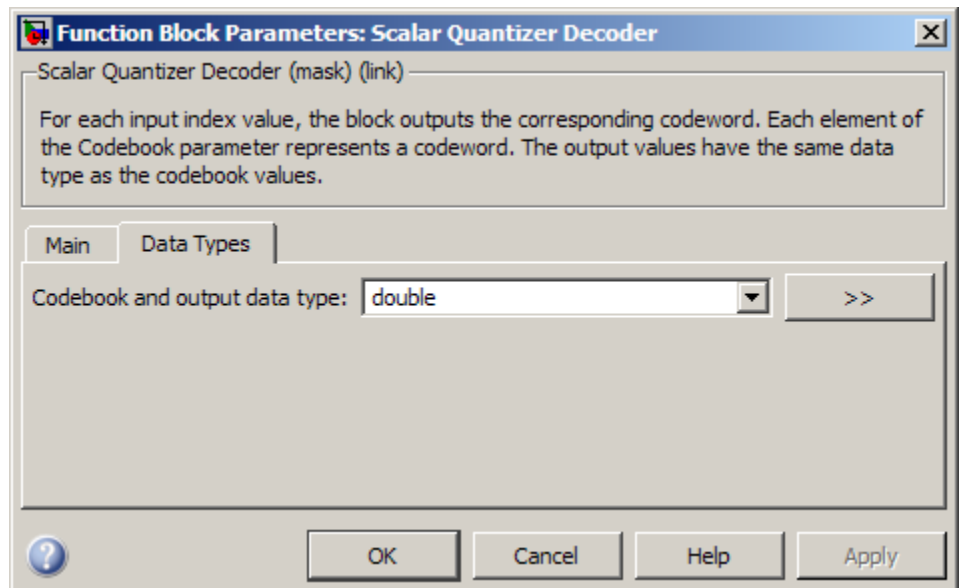 Function Block Parameters: Scalar Quantizer Decoder
Scalar Quantizer Decoder (mask) (link)
For each input index value, the block outputs the corresponding codeword. Each element of
the Codebook parameter represents a codeword. The output values have the same data
type as the codebook values.
Main Data Types
Codebook and output data type: double >>
OK Cancel Help Apply